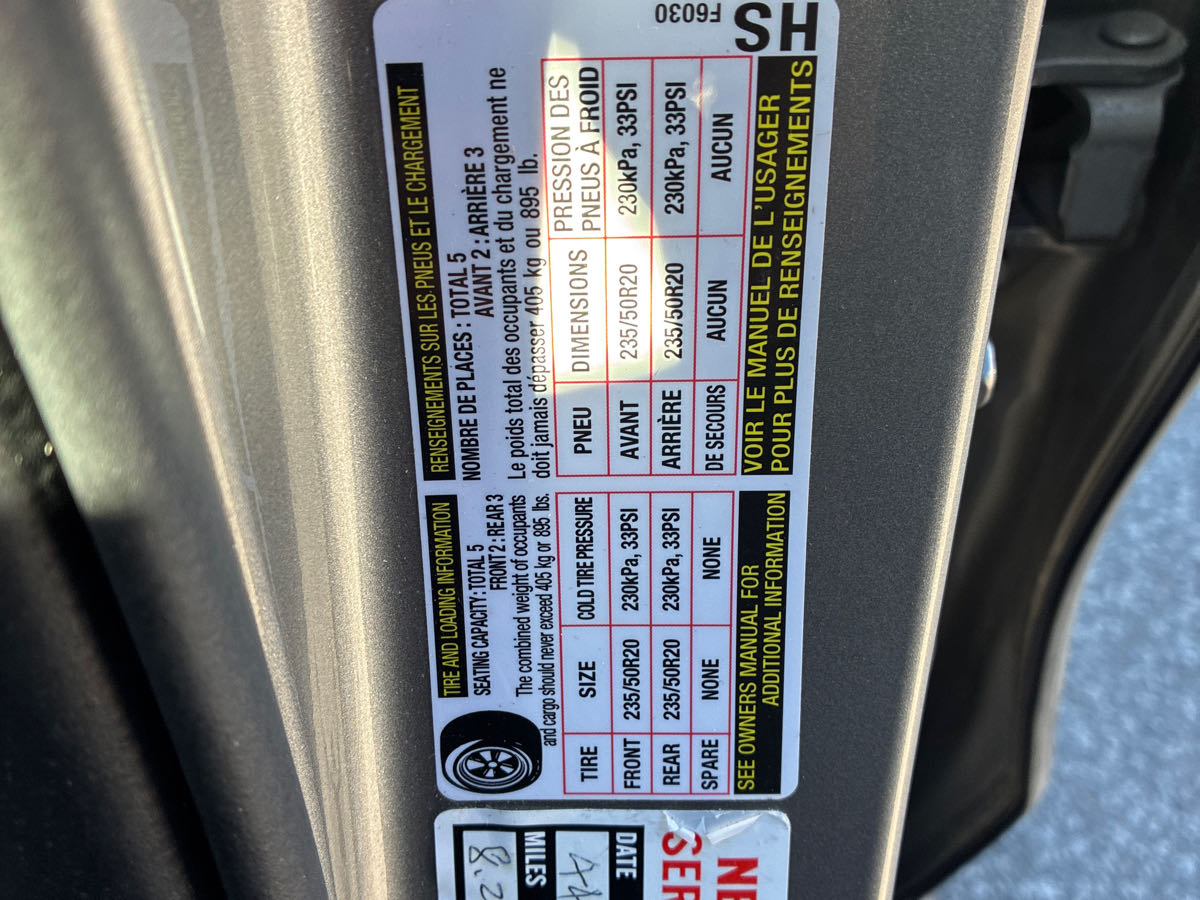 TIRE AND LOADING INFORMATION
SEATING CAPACITY: TOTAL 5
FRONT 2 : REAR 3
The combined weight of occupants
and cargo should never exceed 405 kg or 895 lbs.
TIRE SIZE COLD TIRE PRESSURE
FRONT 235/50R20 230kPa, 33PSI
REAR 235/50R20 230kPa, 33PSI
SPARE NONE NONE
SEE OWNERS MANUAL FOR
ADDITIONAL INFORMATION
RENSEIGNEMENTS SUR LES PNEUS ET LE CHARGEMENT
NOMBRE DE PLACES : TOTAL 5
AVANT 2 : ARRIÈRE 3
Le poids total des occupants et du chargement ne
doit jamais dépasser 405 kg ou 895 lb.
PNEU DIMENSIONS PRESSION DES
PNEUS À FROID
AVANT 235/50R20 230kPa, 33PSI
ARRIÈRE 235/50R20 230kPa, 33PSI
DE SECOURS AUCUN AUCUN
VOIR LE MANUEL DE L'USAGER
POUR PLUS DE RENSEIGNEMENTS
F6030
SH
MILES
DATE